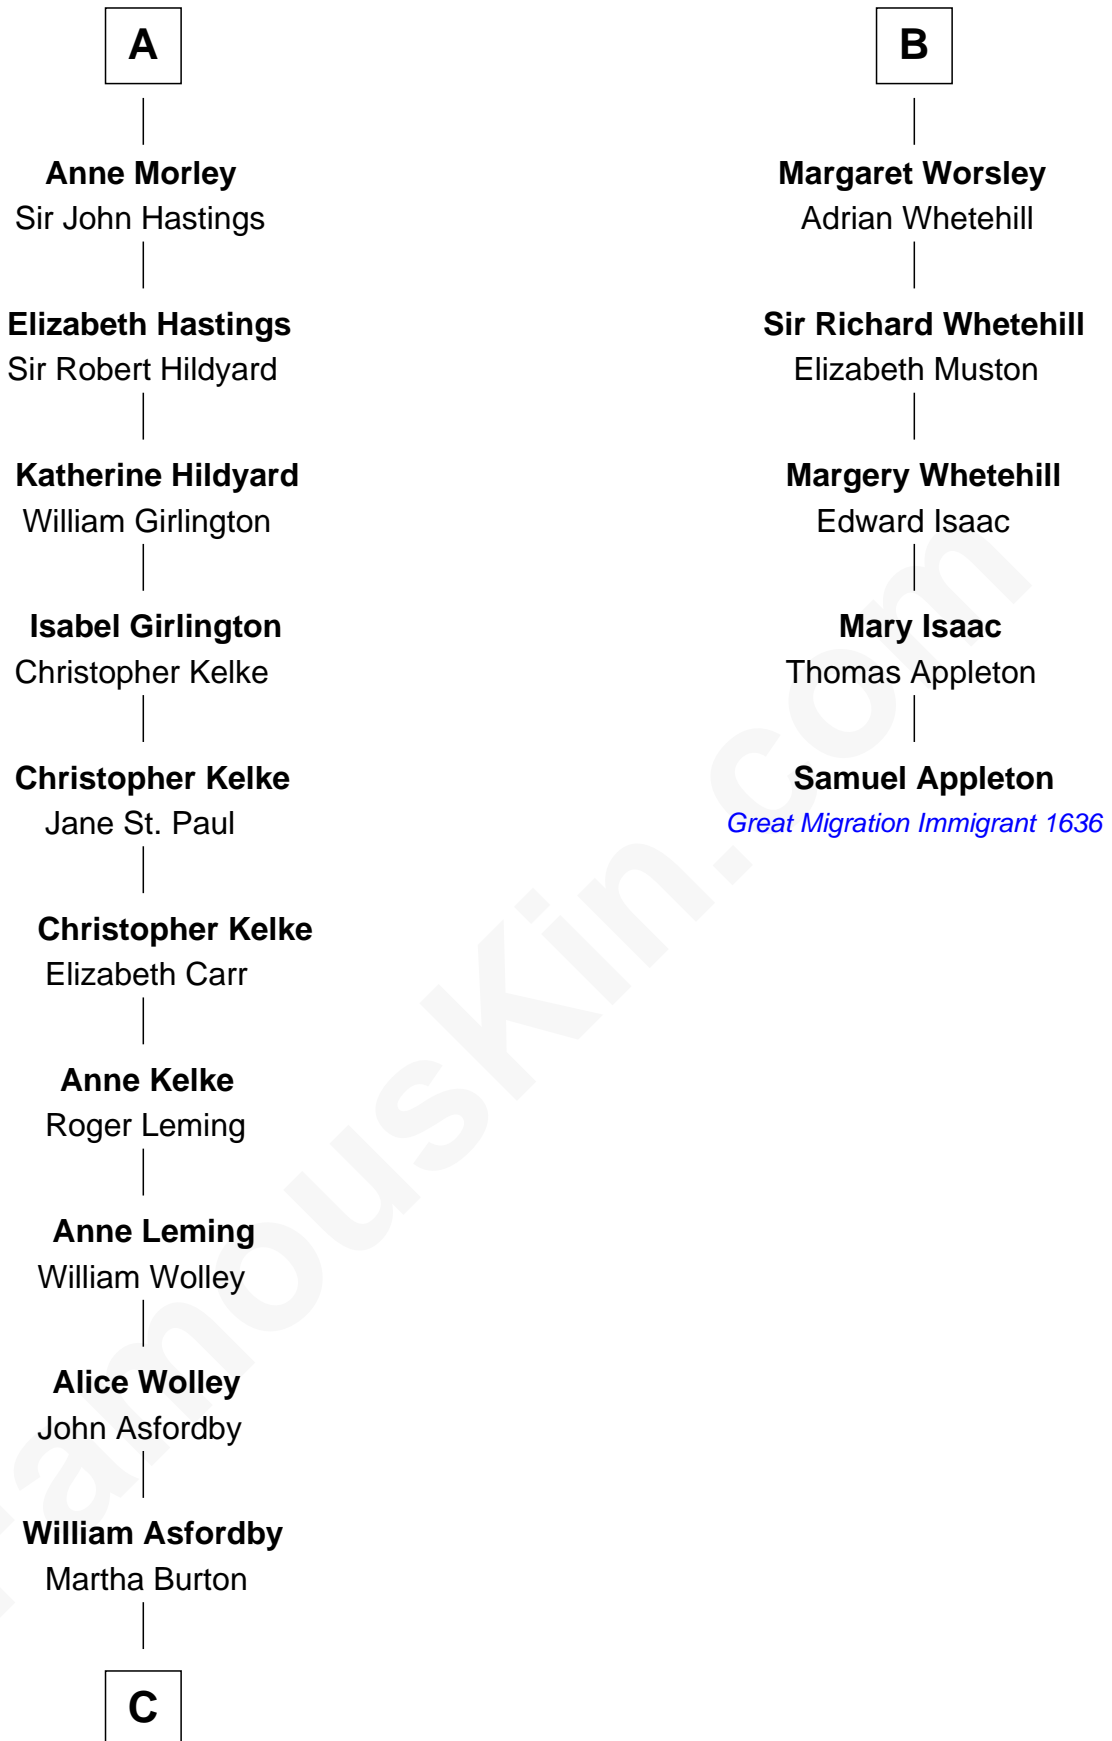 A
Anne Morley
Sir John Hastings
Elizabeth Hastings
Sir Robert Hildyard
Katherine Hildyard
William Girlington
Isabel Girlington
Christopher Kelke
Christopher Kelke
Jane St. Paul
Christopher Kelke
Elizabeth Carr
Anne Kelke
Roger Leming
Anne Leming
William Wolley
Alice Wolley
John Asfordby
William Asfordby
Martha Burton
C
B
Margaret Worsley
Adrian Whetehill
Sir Richard Whetehill
Elizabeth Muston
Margery Whetehill
Edward Isaac
Mary Isaac
Thomas Appleton
Samuel Appleton
Great Migration Immigrant 1636
FamousKin.com